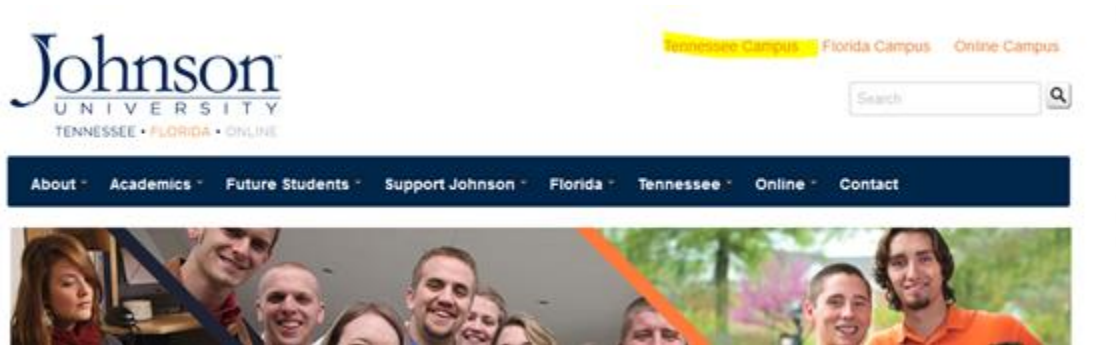 Johnson
UNIVERSITY
TENNESSEE • FLORIDA • ONLINE
Tennessee Campus Florida Campus Online Campus
Search
About Academics Future Students Support Johnson Florida Tennessee Online Contact